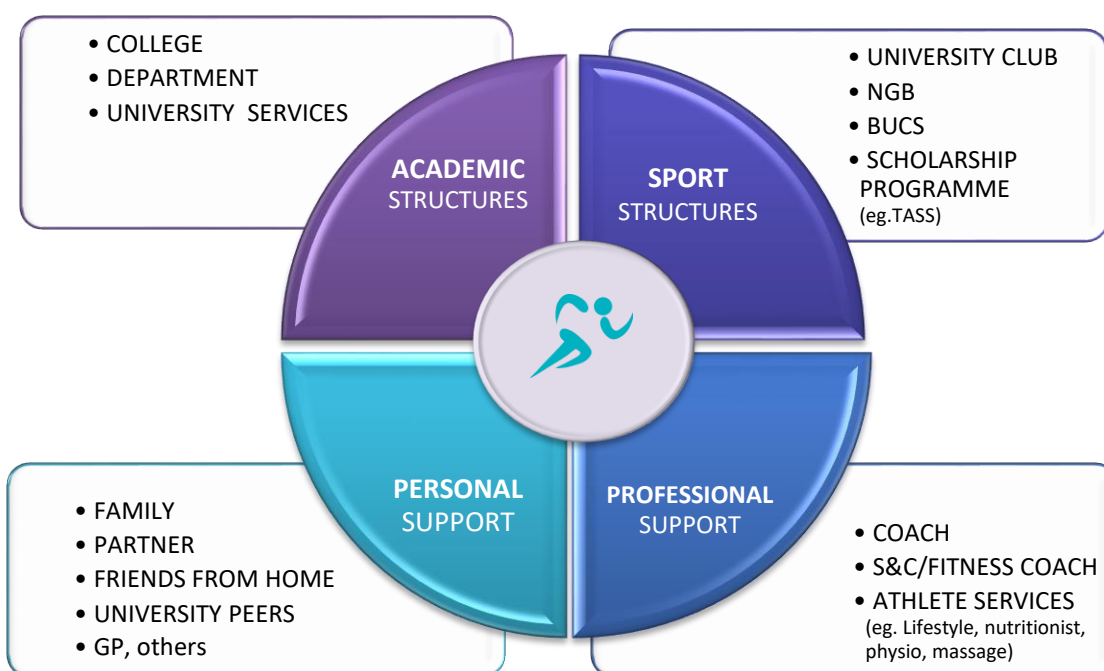 • COLLEGE
• DEPARTMENT
• UNIVERSITY SERVICES
ACADEMIC
STRUCTURES
• UNIVERSITY CLUB
• NGB
• BUCS
• SCHOLARSHIP
PROGRAMME
(eg.TASS)
SPORT
STRUCTURES
PERSONAL
SUPPORT
• FAMILY
• PARTNER
• FRIENDS FROM HOME
• UNIVERSITY PEERS
• GP, others
PROFESSIONAL
SUPPORT
• COACH
• S&C/FITNESS COACH
• ATHLETE SERVICES
(eg. Lifestyle, nutritionist,
physio, massage)